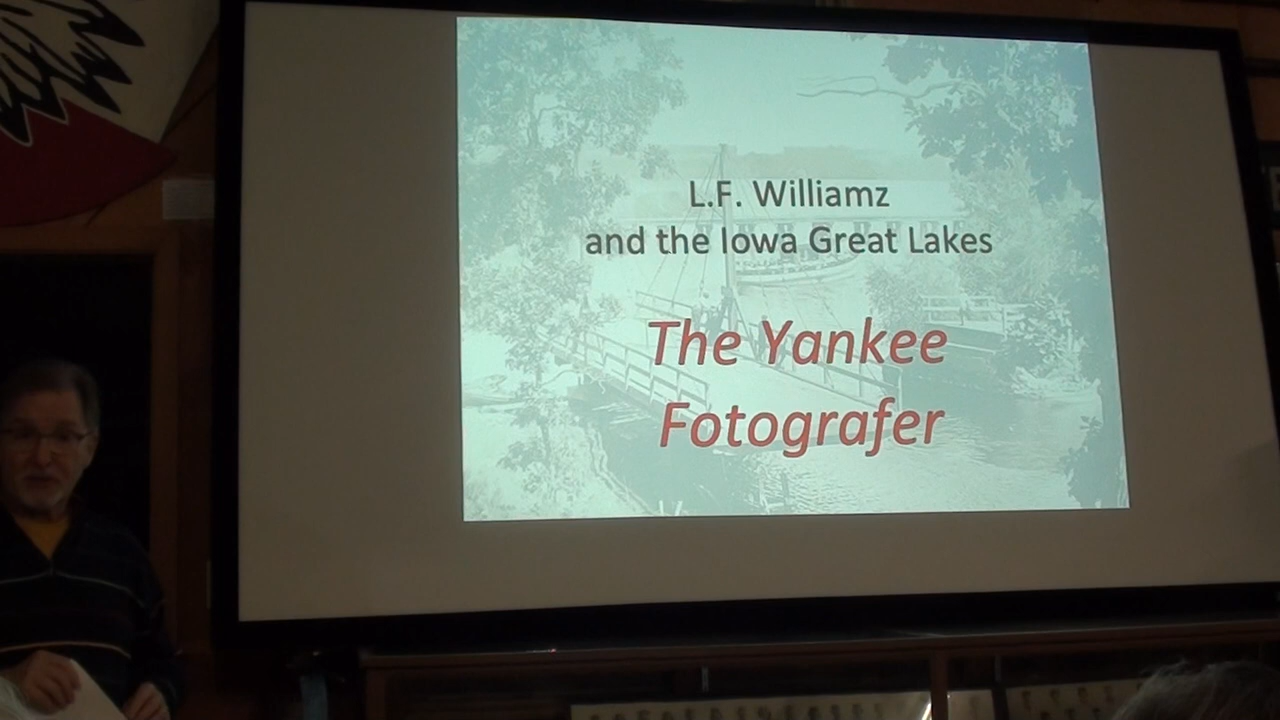 L.F. Williamz
and the Iowa Great Lakes
The Yankee
Fotografer